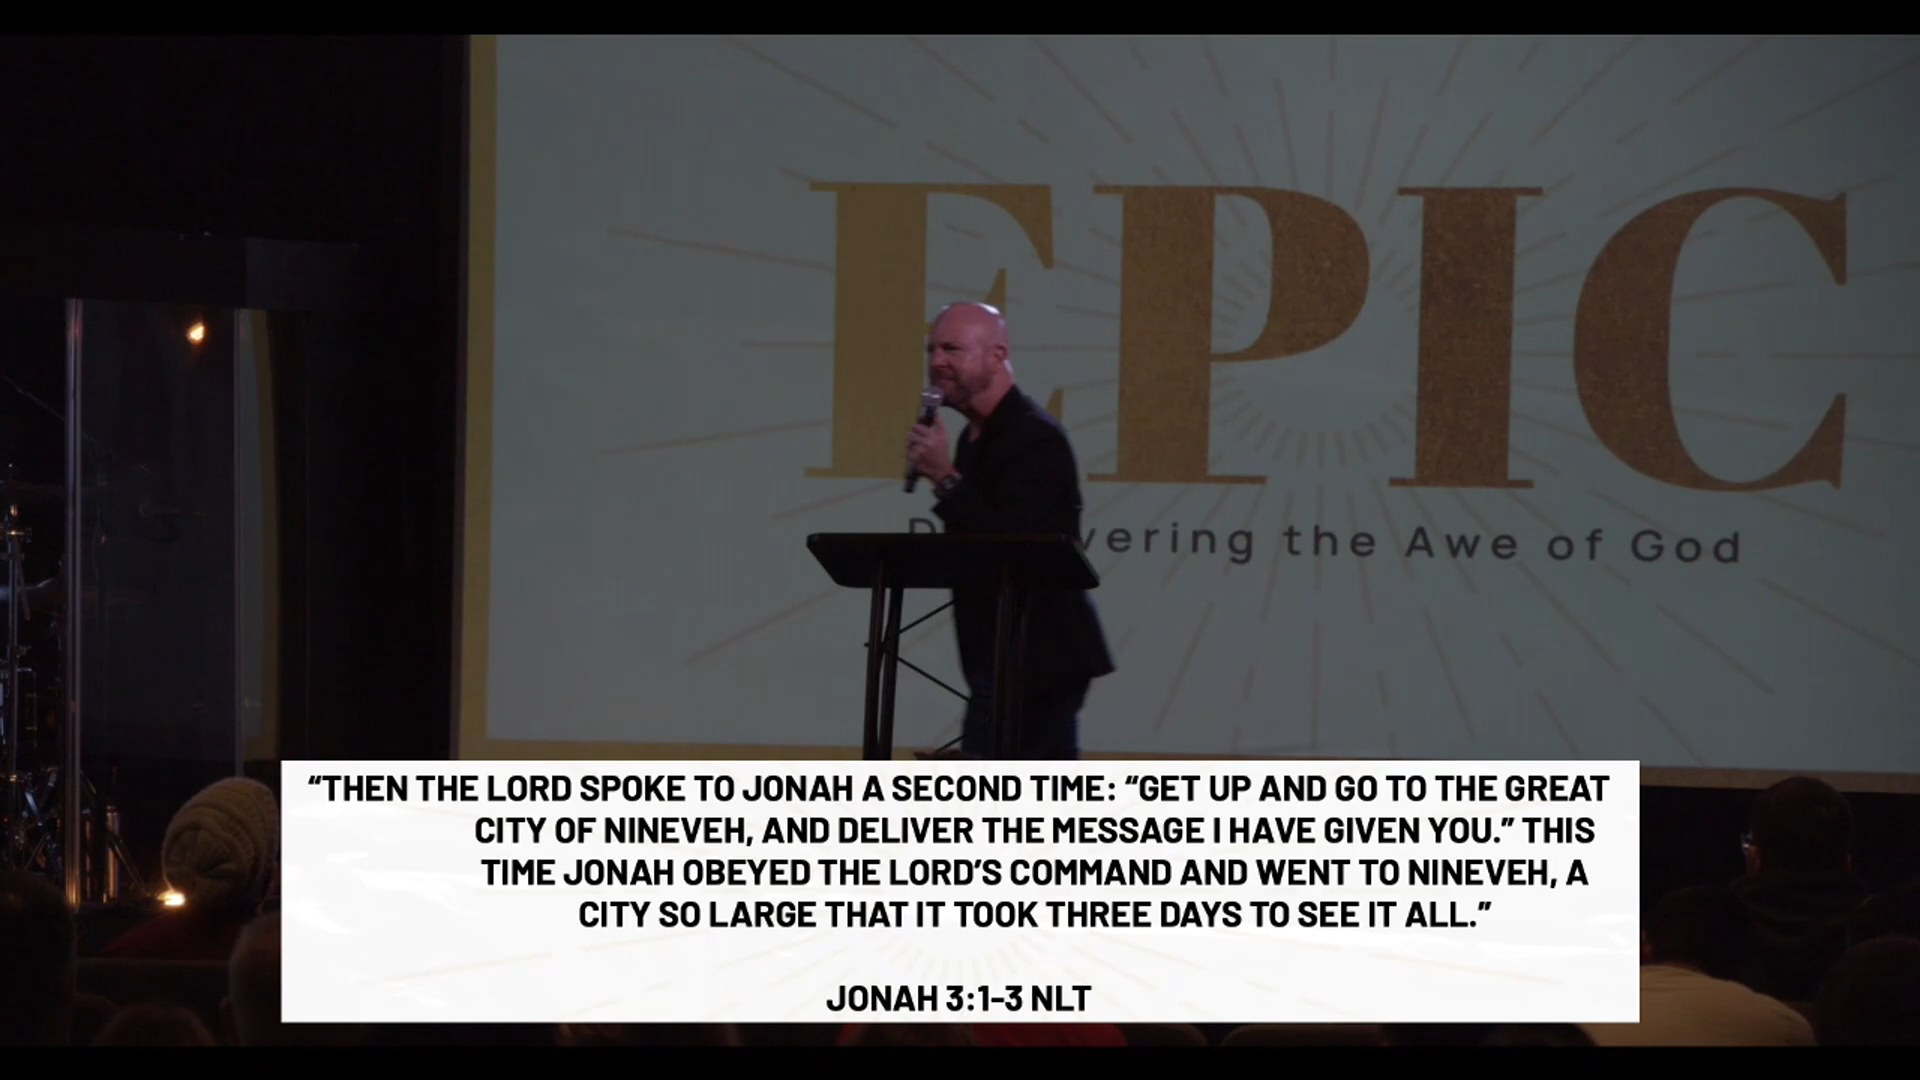 EPIC
vering the Awe of God
“THEN THE LORD SPOKE TO JONAH A SECOND TIME: “GET UP AND GO TO THE GREAT
CITY OF NINEVEH, AND DELIVER THE MESSAGE I HAVE GIVEN YOU.” THIS
TIME JONAH OBEYED THE LORD’S COMMAND AND WENT TO NINEVEH, A
CITY SO LARGE THAT IT TOOK THREE DAYS TO SEE IT ALL.”
JONAH 3:1-3 NLT